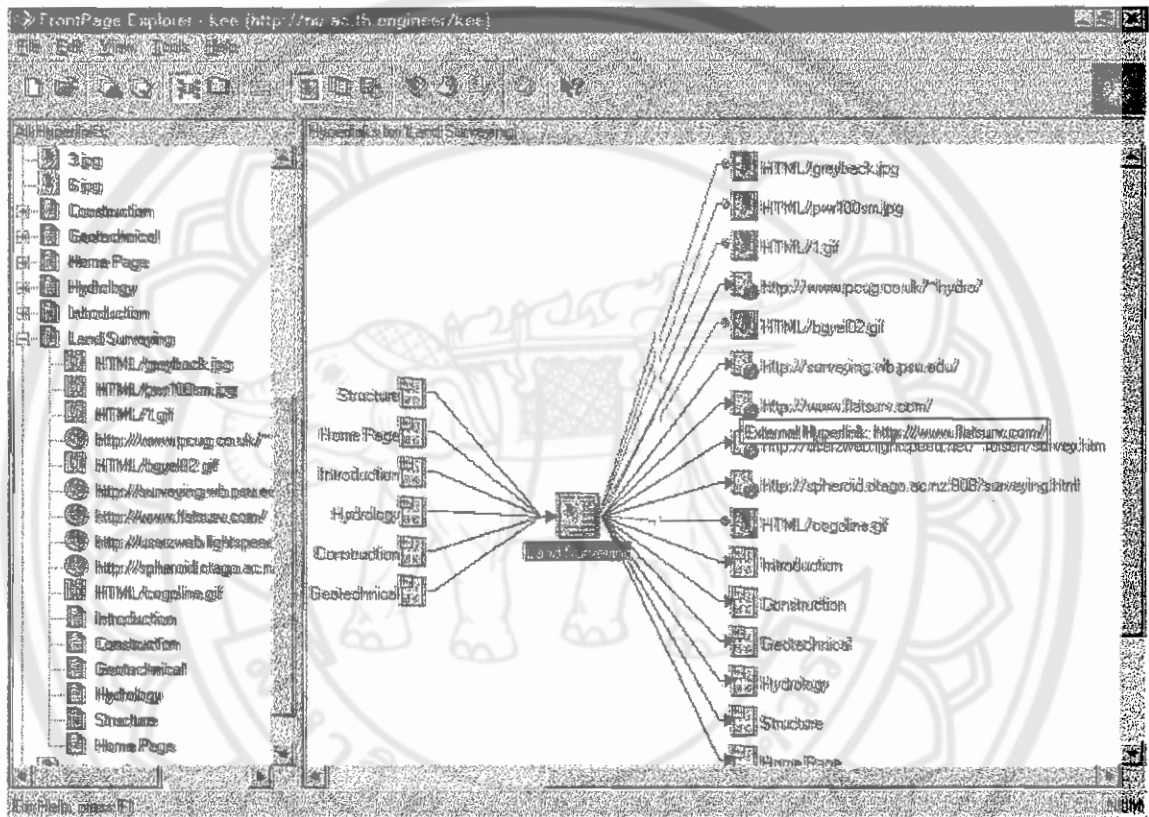 FrontPage Explorer - kee (http://nu.ac.th.engineer/kee)
File Edit View Tools Help
All Hyperlinks
3.jpg
6.jpg
Construction
Geotechnical
Home Page
Hydrology
Introduction
Land Surveying
HTML/greyback.jpg
HTML/pwr100sm.jpg
HTML/1.gif
http://www.pcug.co.uk/~
HTML/bgyel02.gif
http://surveying.wb.psu.ed
http://www.flatsurv.com/
http://userzweb.lightspeed
http://spheroid.otago.ac.n
HTML/cogoline.gif
Introduction
Construction
Geotechnical
Hydrology
Structure
Home Page
Hyperlinks for Land Surveying
Structure
Home Page
Introduction
Hydrology
Construction
Geotechnical
Land Surveying
HTML/greyback.jpg
HTML/pwr100sm.jpg
HTML/1.gif
http://www.pcug.co.uk/~hydro/
HTML/bgyel02.gif
http://surveying.wb.psu.edu/
http://www.flatsurv.com/
External Hyperlink: http://www.flatsurv.com/
http://spheroid.otago.ac.nz:808/surveying.html
HTML/cogoline.gif
Introduction
Construction
Geotechnical
Hydrology
Structure
Home Page
For Help, press F1
NUM